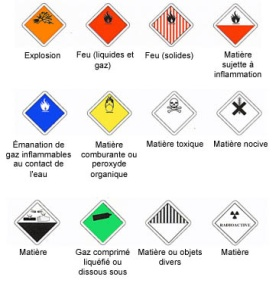 Explosion
Feu (liquides et
gaz)
Feu (solides)
Matière
sujette à
inflammation
Émanation de
gaz inflammables
au contact de
l'eau
Matière
comburante ou
peroxyde
organique
Matière toxique
Matière nocive
RADIOACTIVE
Matière
Gaz comprimé
liquéfié ou
dissous sous
Matière ou objets
divers
Matière